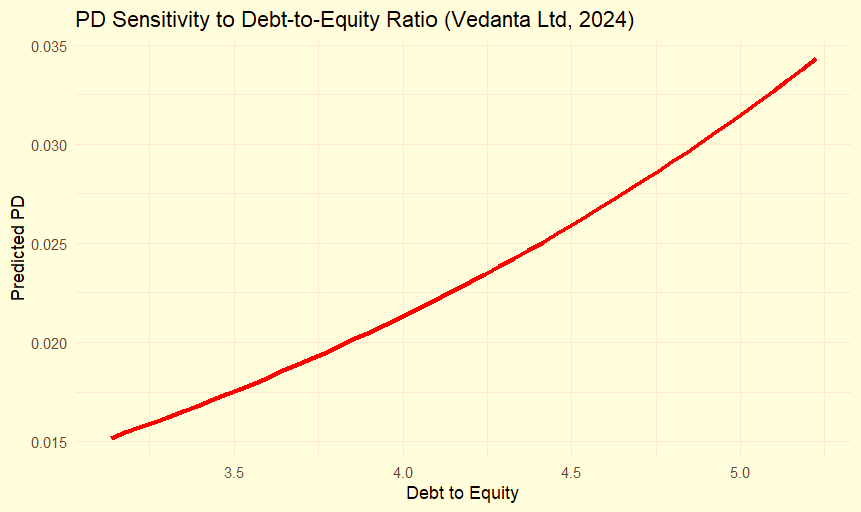 PD Sensitivity to Debt-to-Equity Ratio (Vedanta Ltd, 2024)
0.035
0.030
0.025
0.020
0.015
Predicted PD
3.5 4.0 4.5 5.0
Debt to Equity